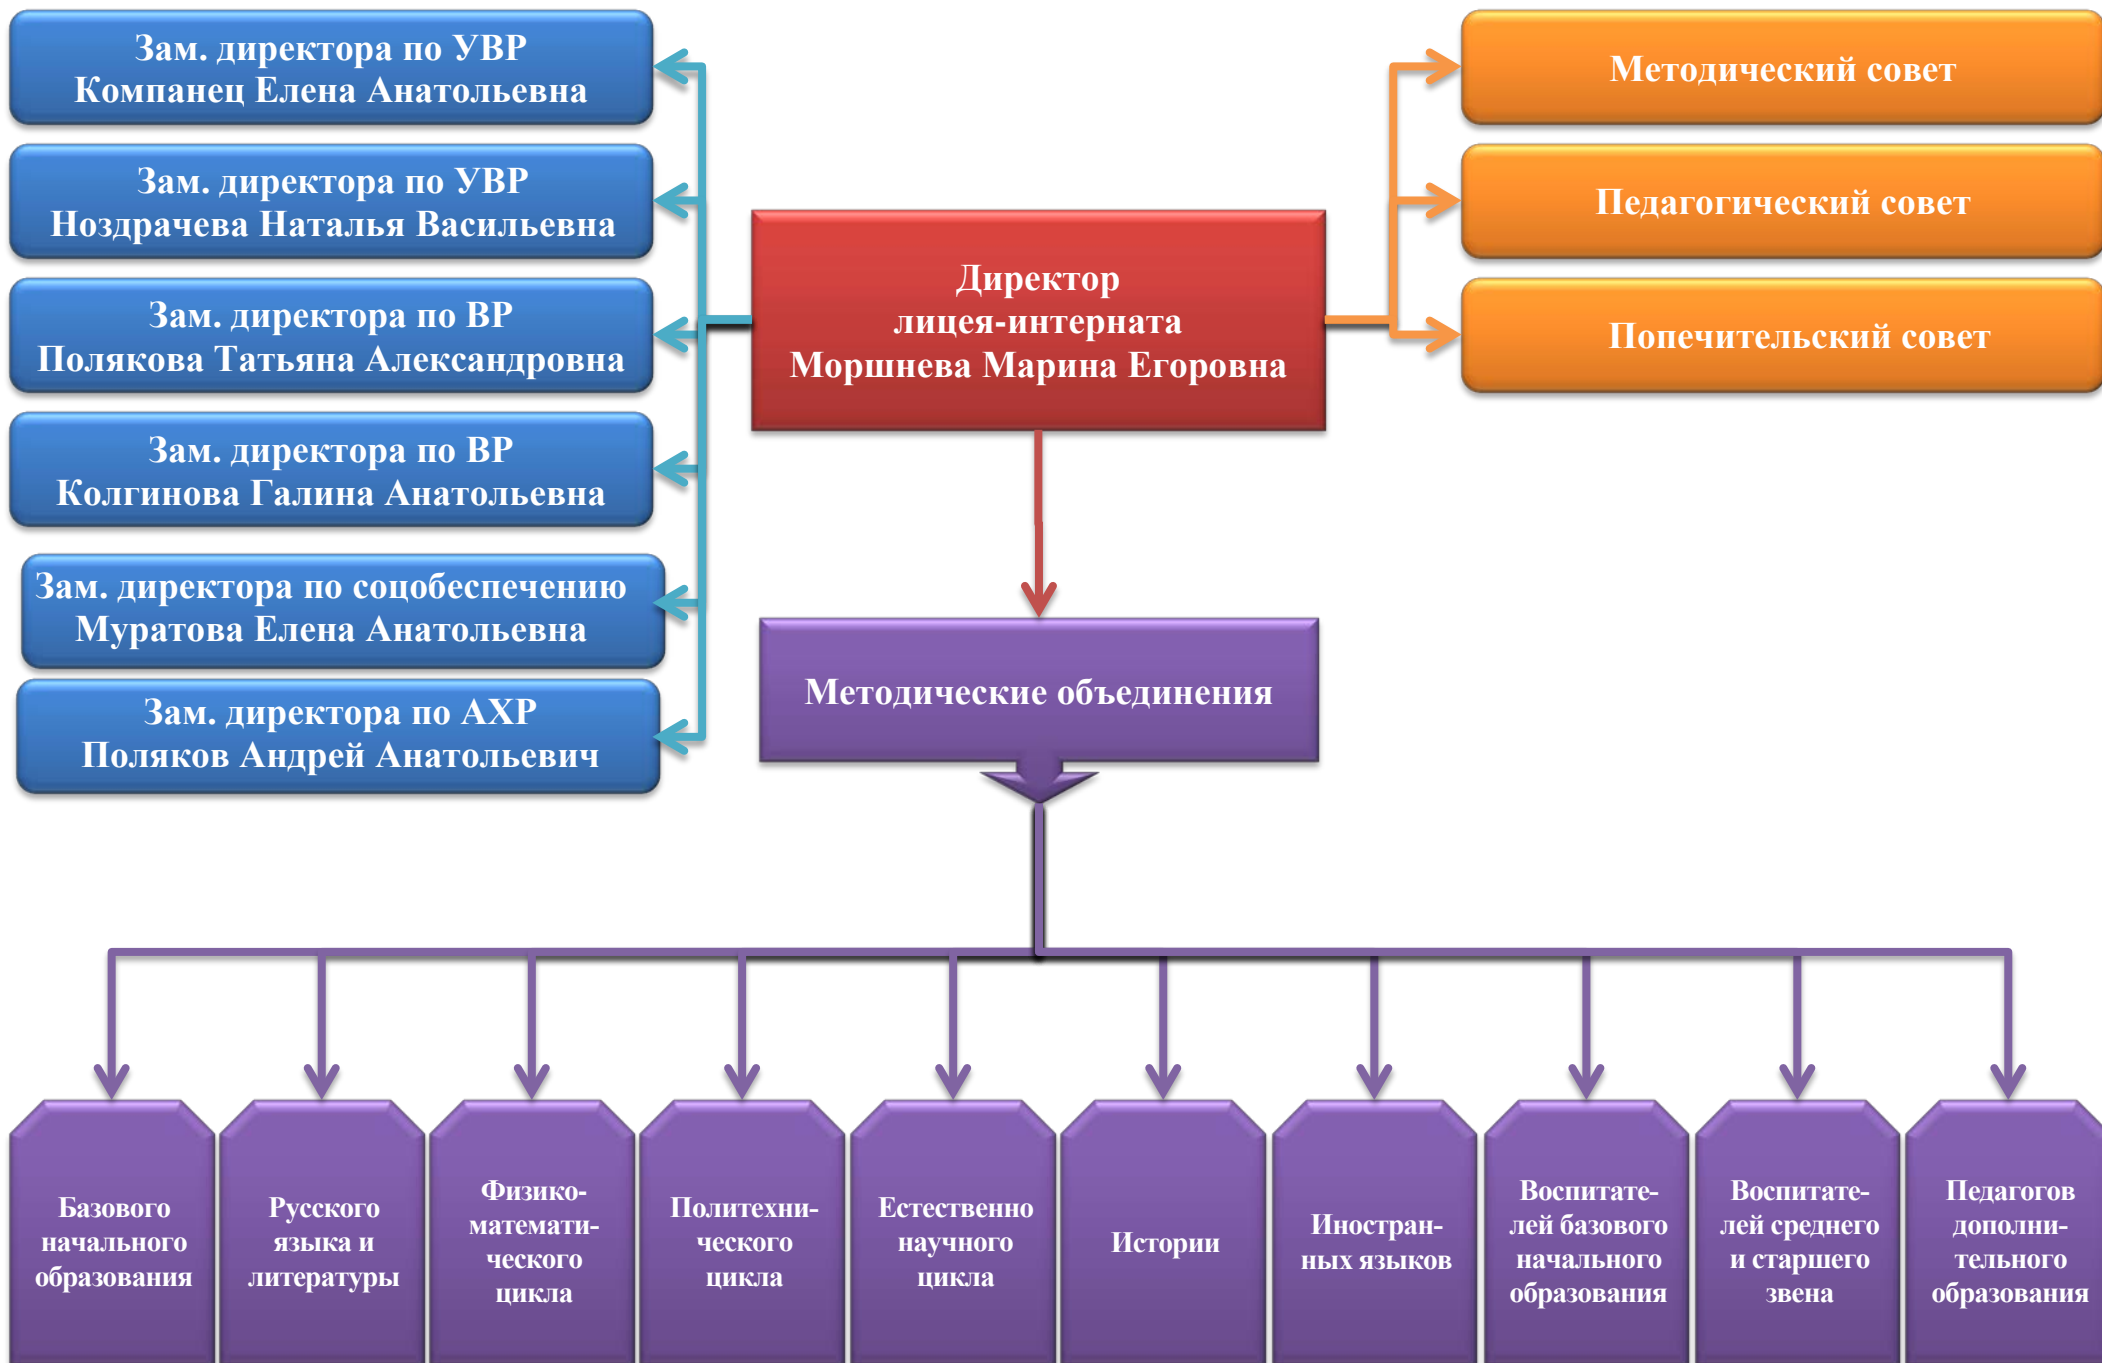 Зам. директора по УВР
Компанец Елена Анатольевна
Зам. директора по УВР
Ноздрачева Наталья Васильевна
Зам. директора по ВР
Полякова Татьяна Александровна
Зам. директора по ВР
Колгинова Галина Анатольевна
Зам. директора по соцобеспечению
Муратова Елена Анатольевна
Зам. директора по АХР
Поляков Андрей Анатольевич
Директор
лицея-интерната
Моршнева Марина Егоровна
Методический совет
Педагогический совет
Попечительский совет
Методические объединения
Базового
начального
образования
Русского
языка и
литературы
Физико-
математи-
ческого
цикла
Политехни-
ческого
цикла
Естественно
научного
цикла
Истории
Иностран-
ных языков
Воспитате-
лей базового
начального
образования
Воспитате-
лей среднего
и старшего
звена
Педагогов
дополни-
тельного
образования